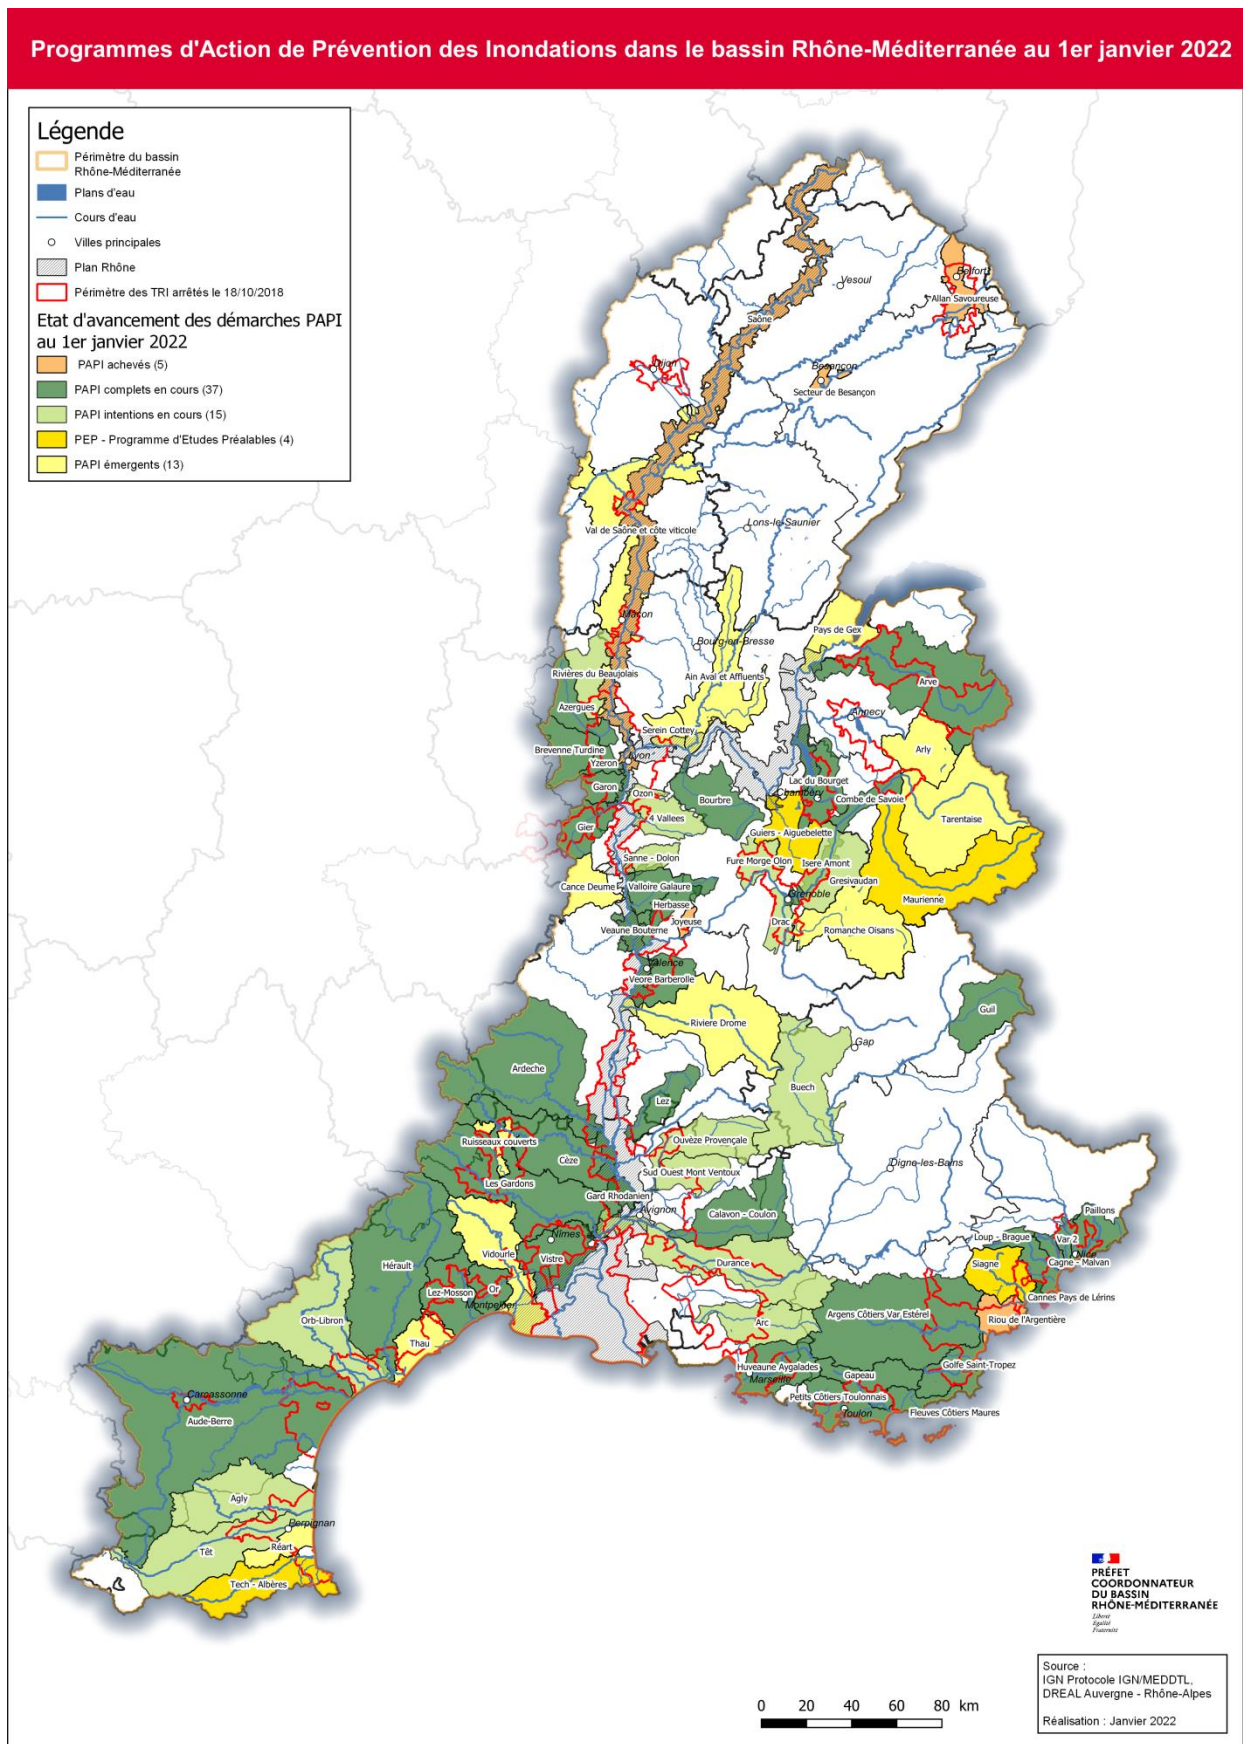 Programmes d'Action de Prévention des Inondations dans le bassin Rhône-Méditerranée au 1er janvier 2022
Légende
Périmètre du bassin
Rhône-Méditerranée
Plans d'eau
Cours d'eau
Villes principales
Plan Rhône
Périmètre des TRI arrêtés le 18/10/2018
Etat d'avancement des démarches PAPI
au 1er janvier 2022
PAPI achevés (5)
PAPI complets en cours (37)
PAPI intentions en cours (15)
PEP - Programme d'Etudes Préalables (4)
PAPI émergents (13)
Vesoul
Belfort
Allan Savoureuse
Saône
Dijon
Besançon
Secteur de Besançon
Val de Saône et côte viticole
Lons-le-Saunier
Mâcon
Bourg-en-Bresse
Pays de Gex
Rivières du Beaujolais
Ain Aval et Affluents
Arve
Azergues
Annecy
Serein Cottey
Brevenne Turdine
Lyon
Arly
Yzeron
Lac du Bourget
Garon
Ozon
Chambéry
Combe de Savoie
Bourbre
4 Vallees
Tarentaise
Gier
Guiers - Aiguebelette
Sanne - Dolon
Fure Morge Olon
Isere Amont
Cance Deume
Valloire Galaure
Gresivaudan
Grenoble
Maurienne
Herbasse
Joyeuse
Drac
Veaune Bouterne
Romanche Oisans
Valence
Veore Barberolle
Guil
Riviere Drome
Gap
Ardeche
Buech
Lez
Ruisseaux couverts
Ouvèze Provençale
Cèze
Sud Ouest Mont Ventoux
Digne-les-Bains
Les Gardons
Gard Rhodanien
Avignon
Calavon - Coulon
Paillons
Nîmes
Loup - Brague
Var 2
Nice
Vidourle
Vistre
Durance
Siagne
Cagne - Malvan
Hérault
Lez-Mosson
Or
Cannes Pays de Lérins
Montpellier
Argens Côtiers Var Estérel
Riou de l'Argentière
Orb-Libron
Arc
Thau
Huveaune Aygalades
Golfe Saint-Tropez
Marseille
Gapeau
Carcassonne
Petits Côtiers Toulonnais
Aude-Berre
Toulon
Fleuves Côtiers Maures
Agly
Perpignan
Réart
Têt
Tech - Albères
PRÉFET
COORDONNATEUR
DU BASSIN
RHÔNE-MÉDITERRANÉE
Liberté
Égalité
Fraternité
Source :
IGN Protocole IGN/MEDDTL,
DREAL Auvergne - Rhône-Alpes
Réalisation : Janvier 2022
0 20 40 60 80 km